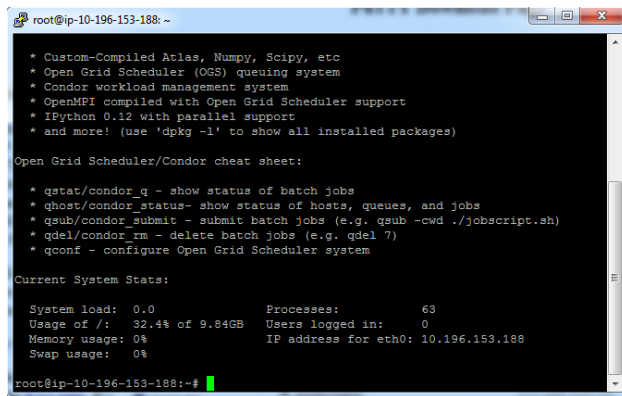 root@ip-10-196-153-188: ~
* Custom-Compiled Atlas, Numpy, Scipy, etc
* Open Grid Scheduler (OGS) queuing system
* Condor workload management system
* OpenMPI compiled with Open Grid Scheduler support
* IPython 0.12 with parallel support
* and more! (use 'dpkg -l' to show all installed packages)
Open Grid Scheduler/Condor cheat sheet:
* qstat/condor_q - show status of batch jobs
* qhost/condor_status- show status of hosts, queues, and jobs
* qsub/condor_submit - submit batch jobs (e.g. qsub -cwd ./jobscript.sh)
* qdel/condor_rm - delete batch jobs (e.g. qdel 7)
* qconf - configure Open Grid Scheduler system
Current System Stats:
System load: 0.0 Processes: 63
Usage of /: 32.4% of 9.84GB Users logged in: 0
Memory usage: 0% IP address for eth0: 10.196.153.188
Swap usage: 0%
root@ip-10-196-153-188:~#